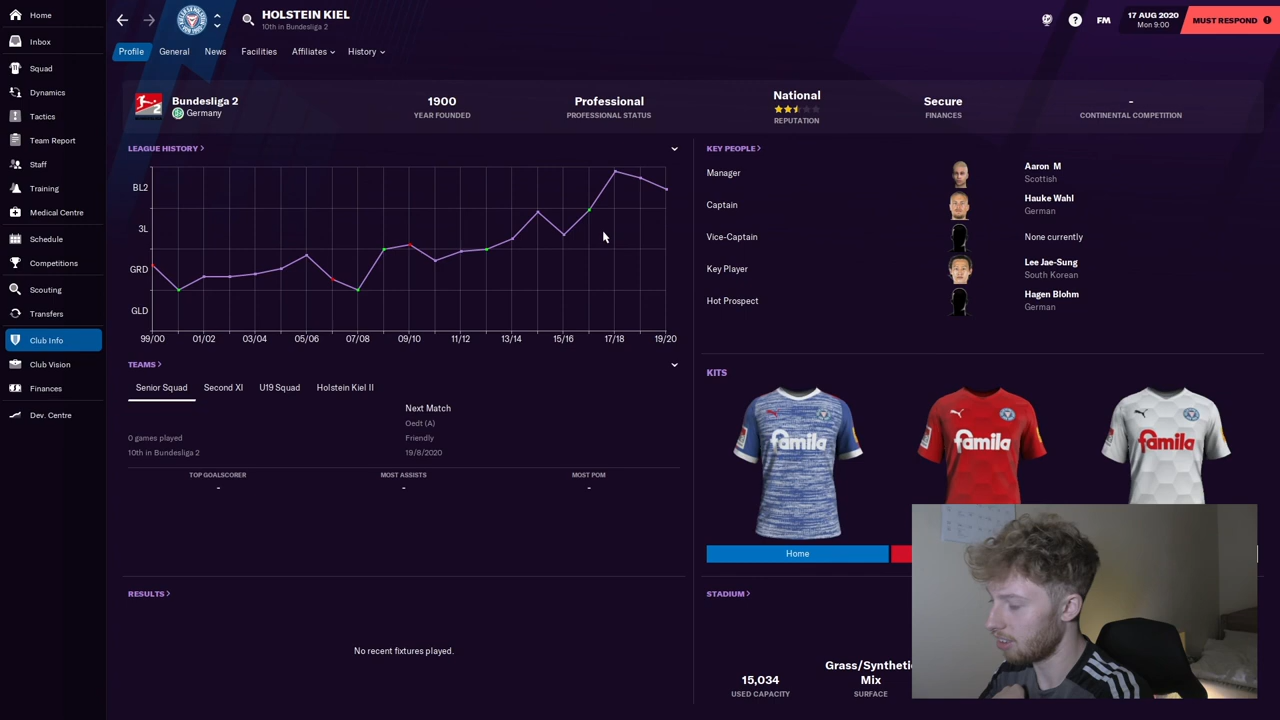 Home
Inbox
Squad
Dynamics
Tactics
Team Report
Staff
Training
Medical Centre
Schedule
Competitions
Scouting
Transfers
Club Info
Club Vision
Finances
Dev. Centre
HOLSTEIN KIEL
10th in Bundesliga 2
FM
17 AUG 2020
Mon 9:00
MUST RESPOND
Profile General News Facilities Affiliates History
Bundesliga 2
Germany
1900
YEAR FOUNDED
Professional
PROFESSIONAL STATUS
National
REPUTATION
Secure
FINANCES
-
CONTINENTAL COMPETITION
LEAGUE HISTORY >
BL2
3L
GRD
GLD
99/00 01/02 03/04 05/06 07/08 09/10 11/12 13/14 15/16 17/18 19/20
TEAMS >
Senior Squad Second XI U19 Squad Holstein Kiel II
Next Match
Oedt (A)
0 games played Friendly
10th in Bundesliga 2 19/8/2020
TOP GOALSCORER MOST ASSISTS MOST POM
- - -
RESULTS >
No recent fixtures played.
KEY PEOPLE >
Manager Aaron M
Scottish
Captain Hauke Wahl
German
Vice-Captain None currently
Key Player Lee Jae-Sung
South Korean
Hot Prospect Hagen Blohm
German
KITS
famila famila famila
Home
STADIUM >
15,034
USED CAPACITY
Grass/Synthetic
Mix
SURFACE